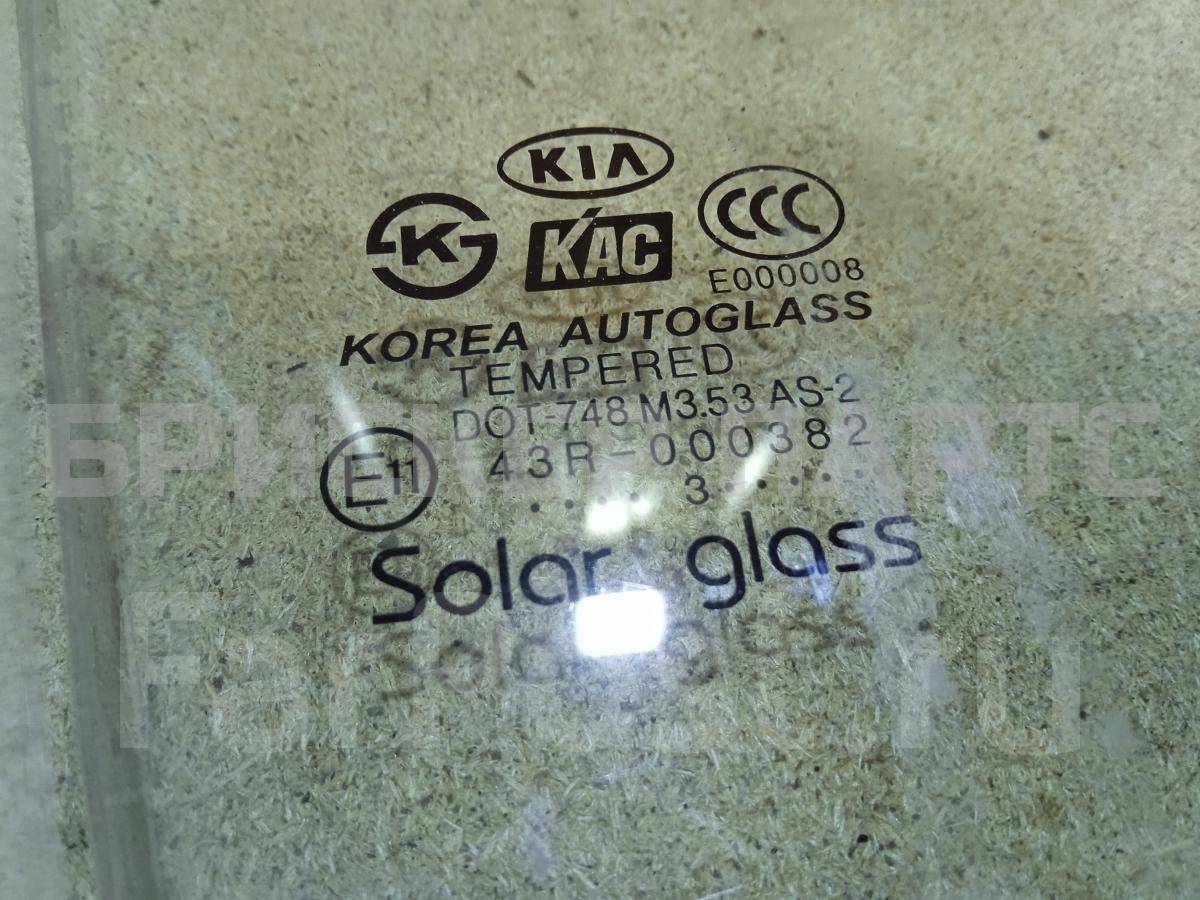 KIA
K
KAC
CCC
E000008
KOREA AUTOGLASS
TEMPERED
DOT-748 M3.53 AS-2
43R-000382
E11
. . . . 3 . . . . .
Solar glass